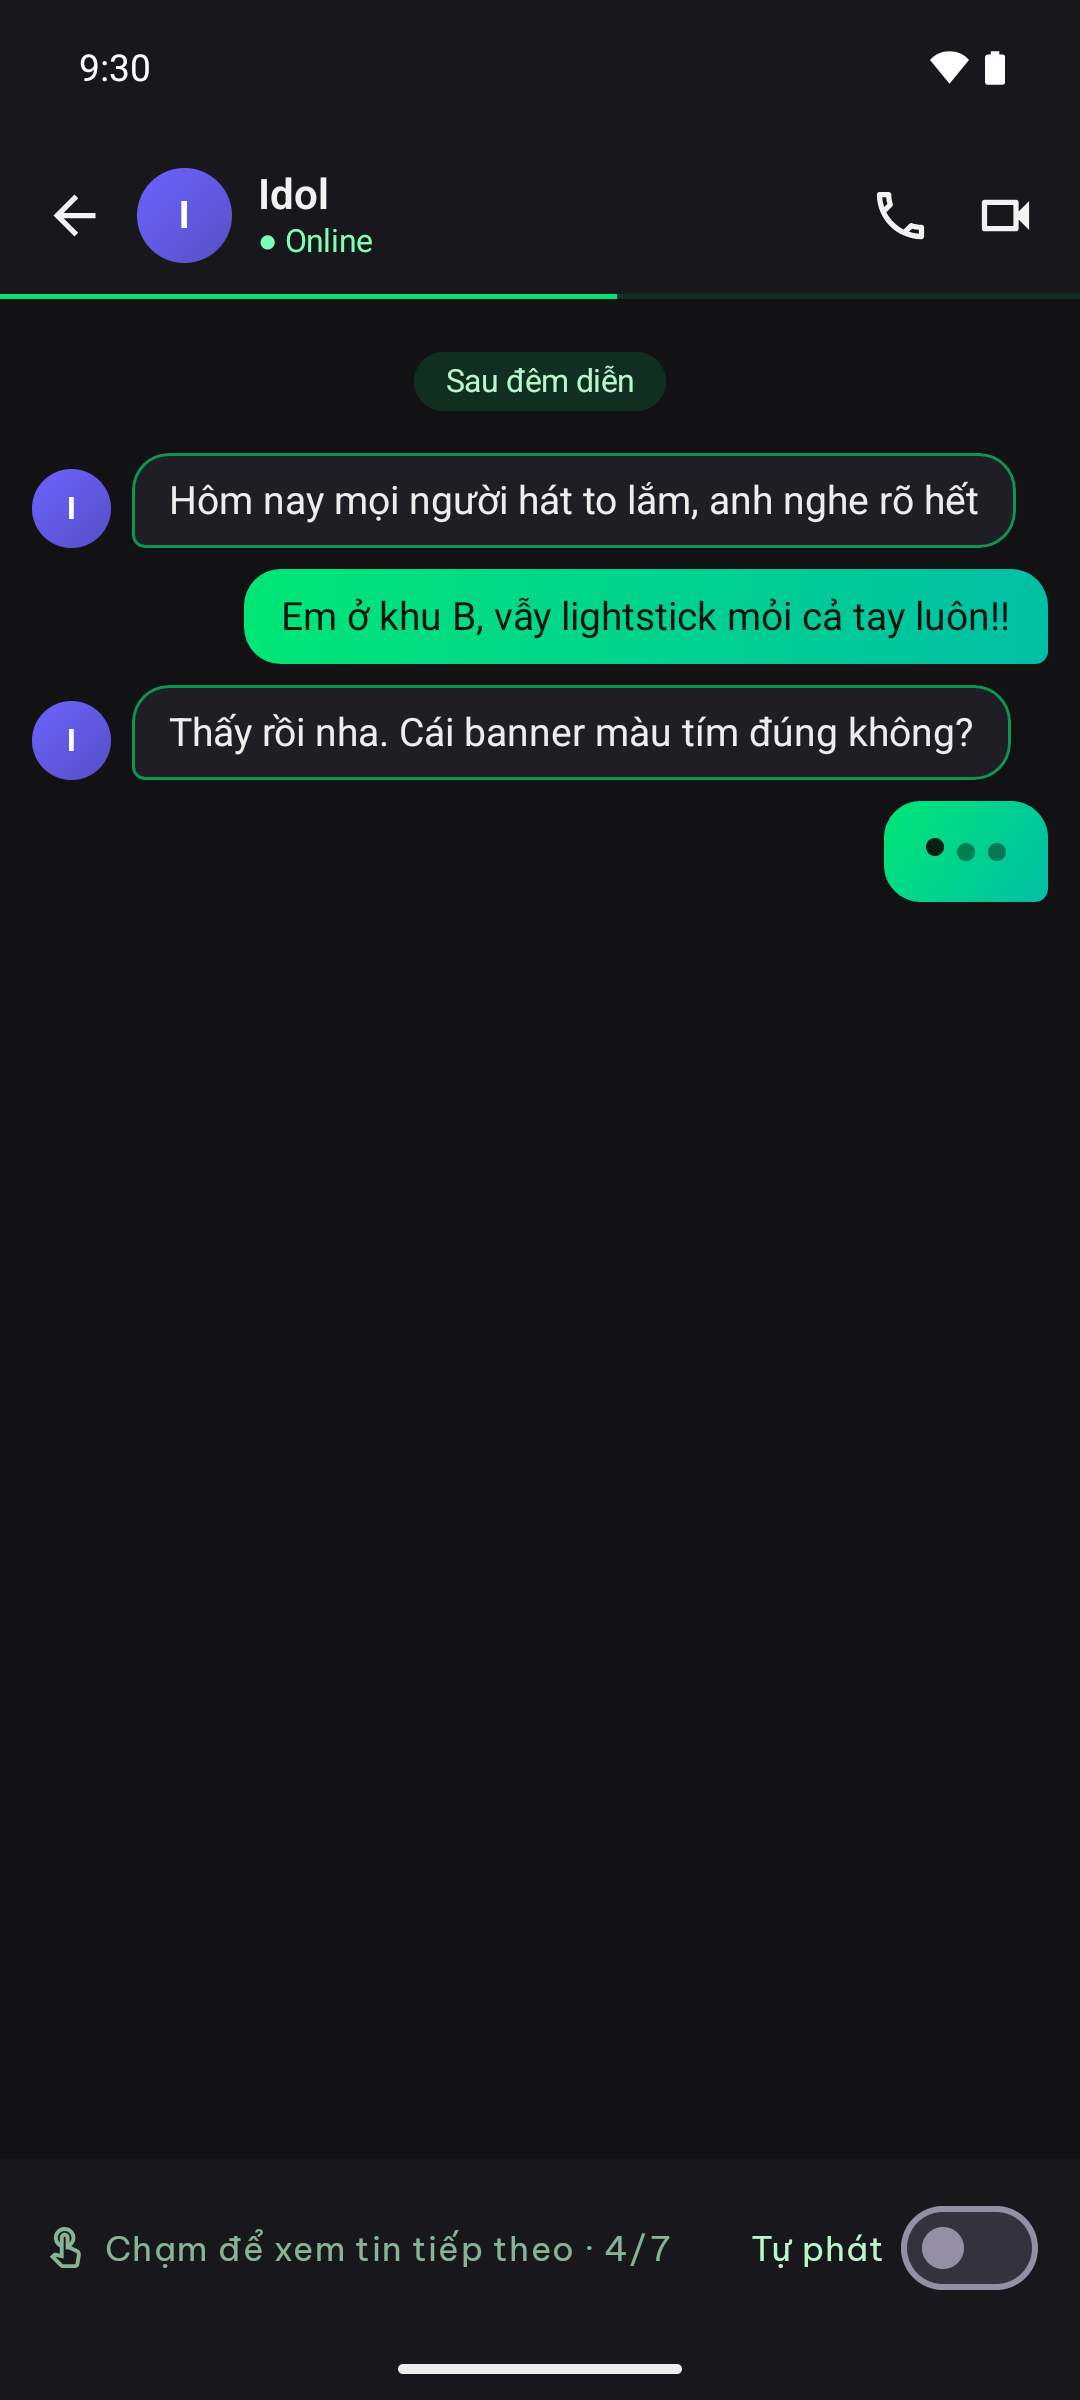 9:30
I
Idol
Online
Sau đêm diễn
I
Hôm nay mọi người hát to lắm, anh nghe rõ hết
Em ở khu B, vẫy lightstick mỏi cả tay luôn!!
I
Thấy rồi nha. Cái banner màu tím đúng không?
Chạm để xem tin tiếp theo · 4/7
Tự phát